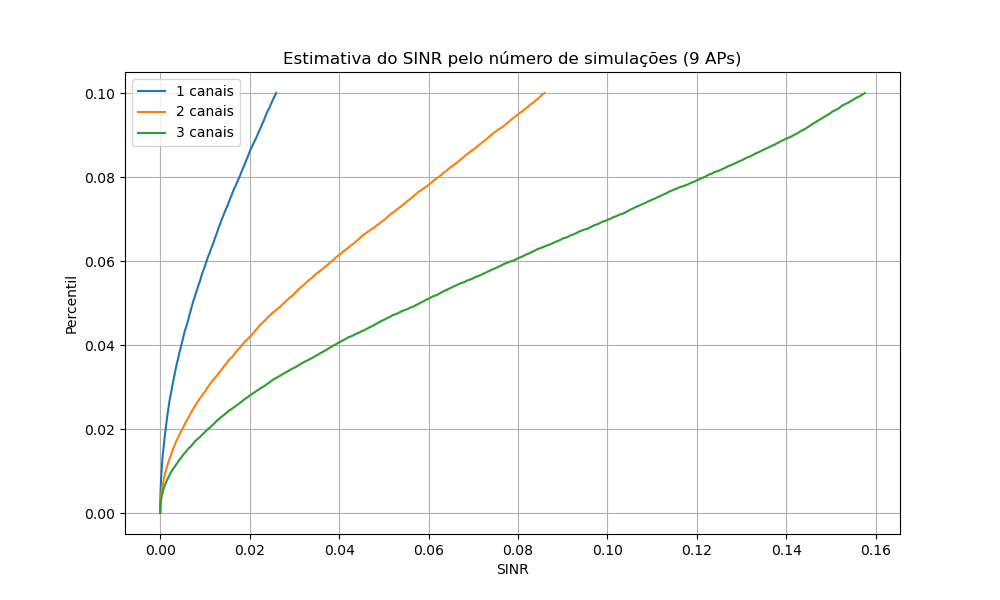 Estimativa do SINR pelo número de simulações (9 APs)
1 canais
2 canais
3 canais
Percentil
0.10
0.08
0.06
0.04
0.02
0.00
0.00 0.02 0.04 0.06 0.08 0.10 0.12 0.14 0.16
SINR